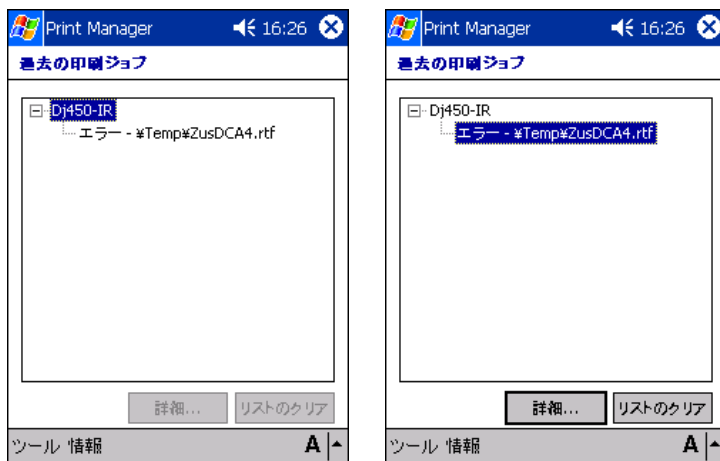 Print Manager 16:26
過去の印刷ジョブ
Dj450-IR
エラー - ¥Temp¥ZusDCA4.rtf
詳細... リストのクリア
ツール 情報 A
Print Manager 16:26
過去の印刷ジョブ
Dj450-IR
エラー - ¥Temp¥ZusDCA4.rtf
詳細... リストのクリア
ツール 情報 A